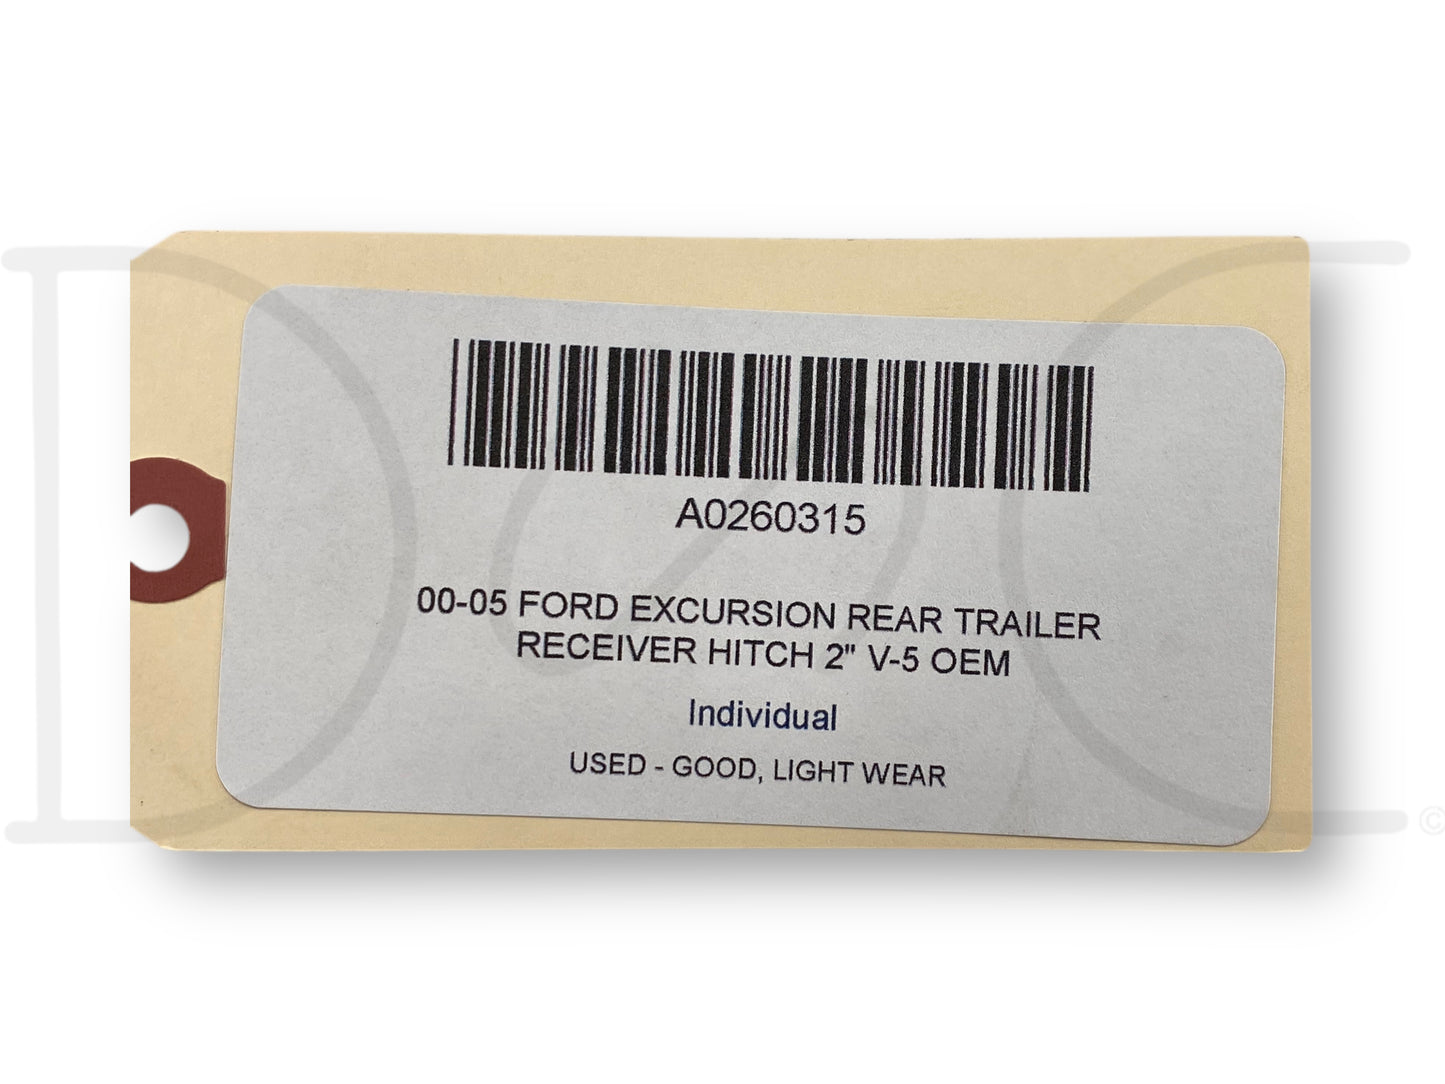 A0260315
00-05 FORD EXCURSION REAR TRAILER
RECEIVER HITCH 2" V-5 OEM
Individual
USED - GOOD, LIGHT WEAR
©